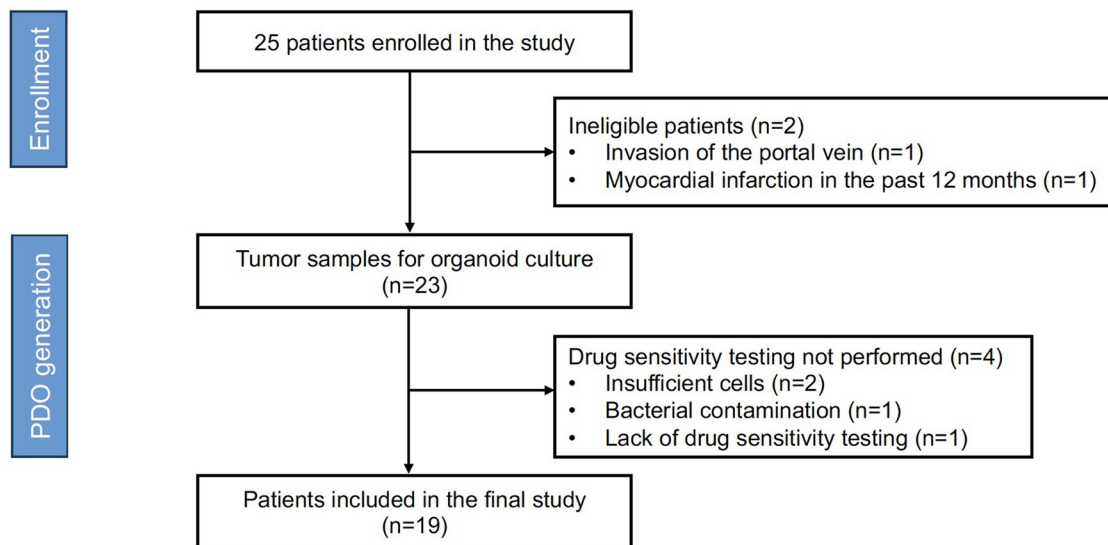 Enrollment
25 patients enrolled in the study
Ineligible patients (n=2)
• Invasion of the portal vein (n=1)
• Myocardial infarction in the past 12 months (n=1)
PDO generation
Tumor samples for organoid culture
(n=23)
Drug sensitivity testing not performed (n=4)
• Insufficient cells (n=2)
• Bacterial contamination (n=1)
• Lack of drug sensitivity testing (n=1)
Patients included in the final study
(n=19)